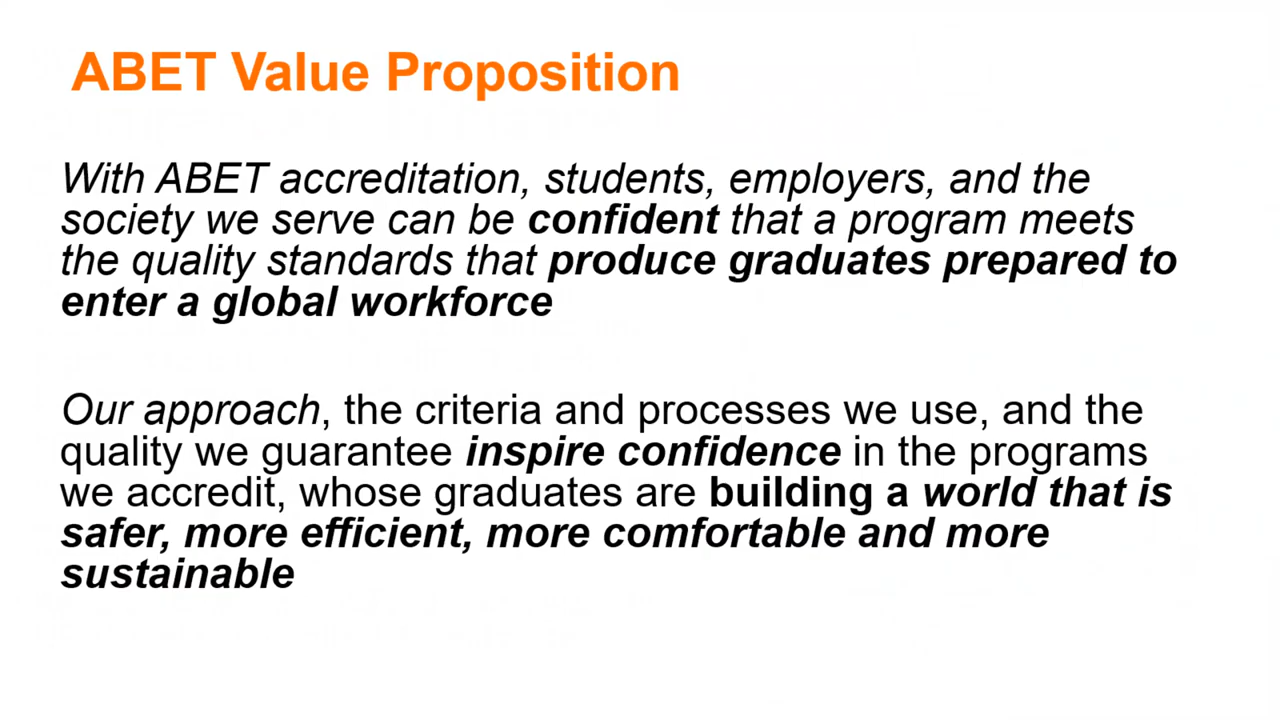 ABET Value Proposition
With ABET accreditation, students, employers, and the
society we serve can be confident that a program meets
the quality standards that produce graduates prepared to
enter a global workforce
Our approach, the criteria and processes we use, and the
quality we guarantee inspire confidence in the programs
we accredit, whose graduates are building a world that is
safer, more efficient, more comfortable and more
sustainable